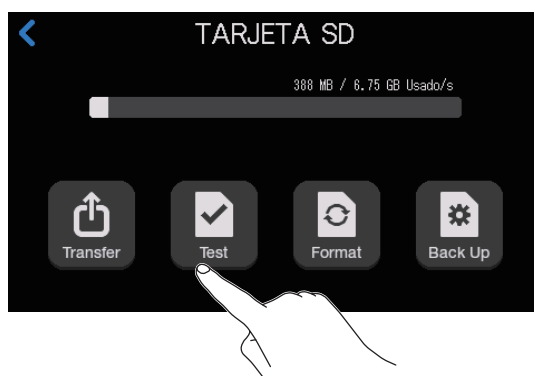 TARJETA SD
388 MB / 6.75 GB Usado/s
Transfer
Test
Format
Back Up